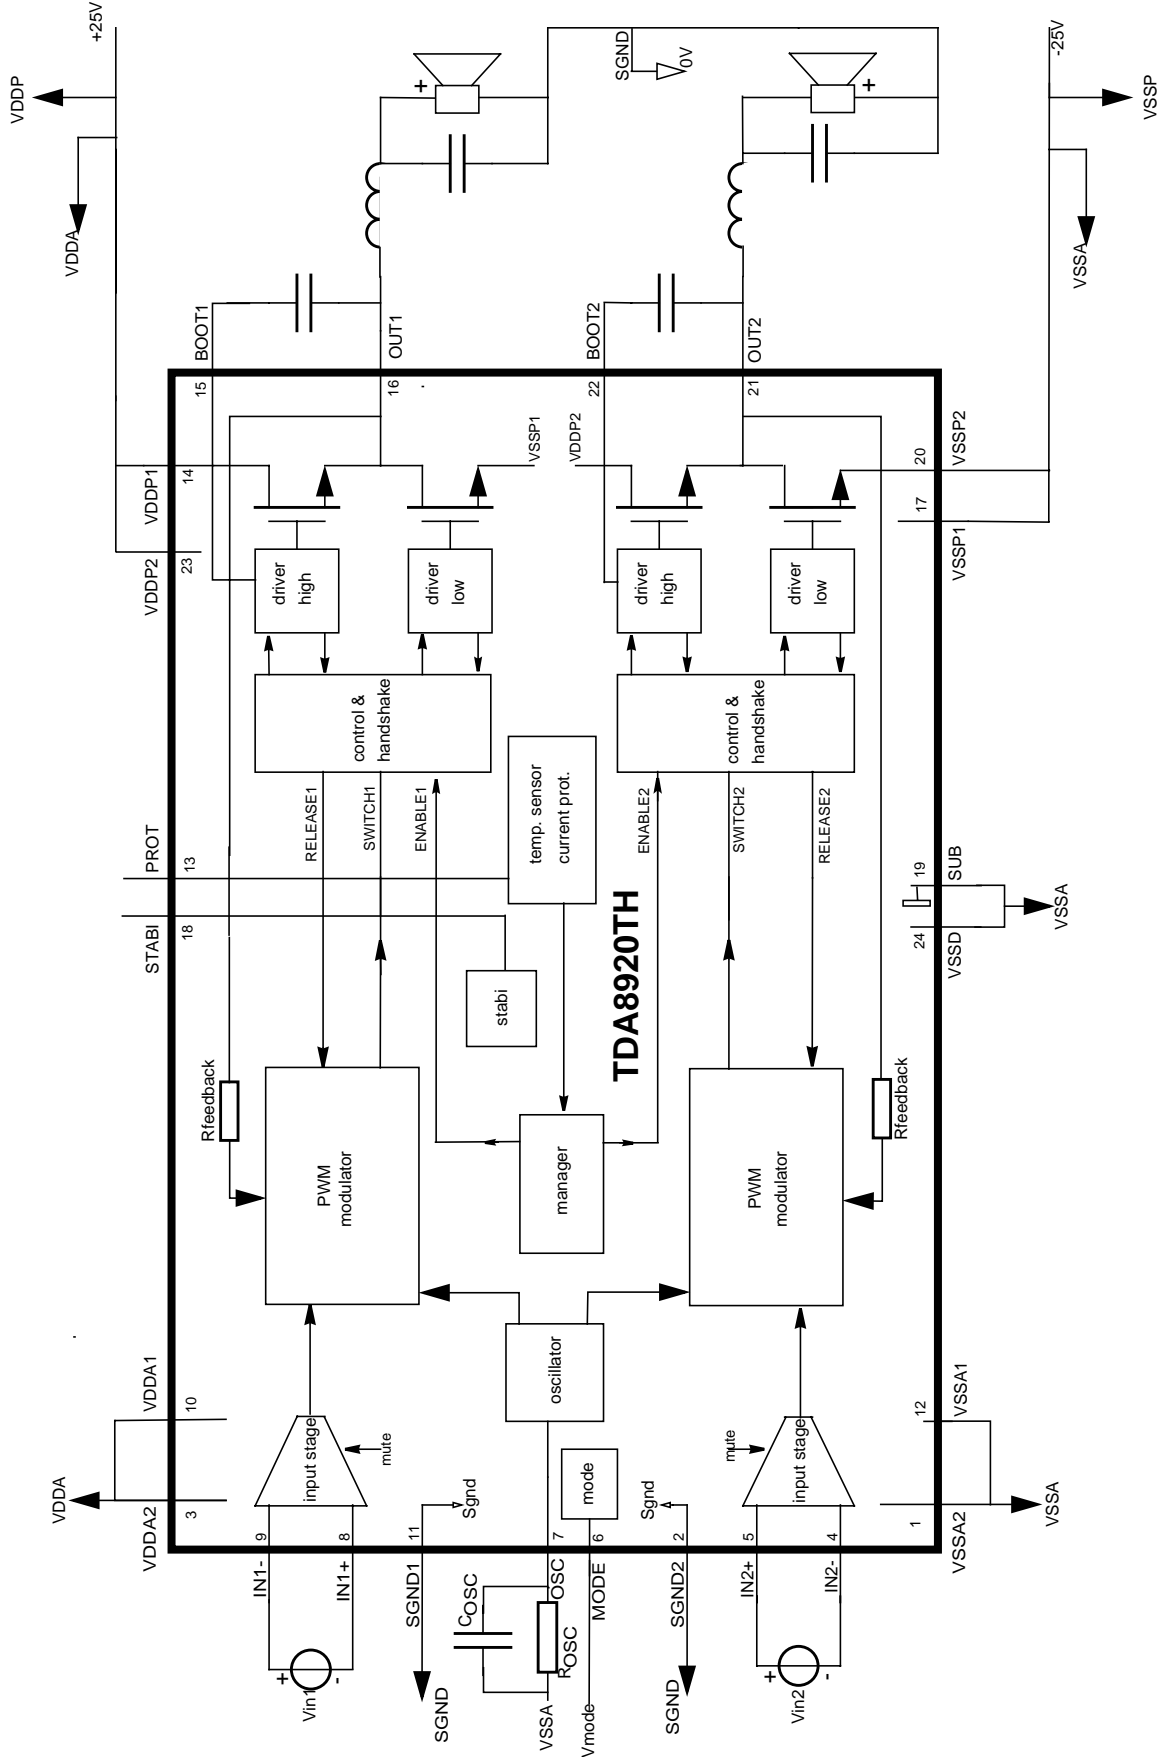 VDDP
+25V
VDDA
SGND
0V
-25V
VSSP
VSSA
+
+
BOOT1
OUT1
BOOT2
OUT2
15
16
22
21
VDDP1
14
VDDP2
23
VSSP1
VDDP2
20
VSSP2
17
VSSP1
driver
high
driver
low
driver
high
driver
low
control &
handshake
control &
handshake
temp. sensor
current prot.
RELEASE1
SWITCH1
ENABLE1
ENABLE2
SWITCH2
RELEASE2
PROT
13
STABI
18
stabi
TDA8920TH
19
SUB
24
VSSD
VSSA
Rfeedback
PWM
modulator
manager
PWM
modulator
Rfeedback
oscillator
VDDA1
10
VDDA
VDDA2
3
input stage
mute
Sgnd
mode
Sgnd
mute
input stage
12
VSSA1
1
VSSA2
VSSA
9
8
11
7
6
2
5
4
IN1-
IN1+
SGND1
OSC
MODE
SGND2
IN2+
IN2-
COSC
ROSC
+
-
Vin1
SGND
VSSA
Vmode
SGND
+
-
Vin2